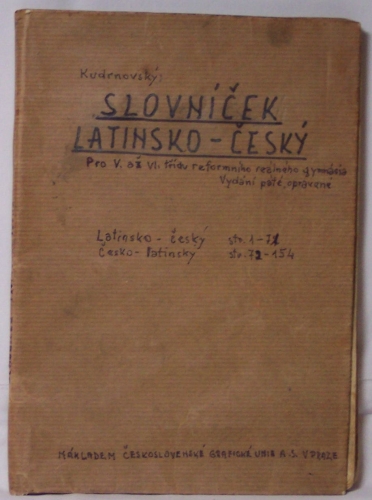 Kudrnovský:
SLOVNÍČEK
LATINSKO-ČESKÝ
Pro V. až VI. třídu reformního reálného gymnásia
Vydání páté, opravené
Latinsko-český str. 1-71
Česko-latinský str. 72-154
NÁKLADEM ČESKOSLOVENSKÉ GRAFICKÉ UNIE A.S. V PRAZE